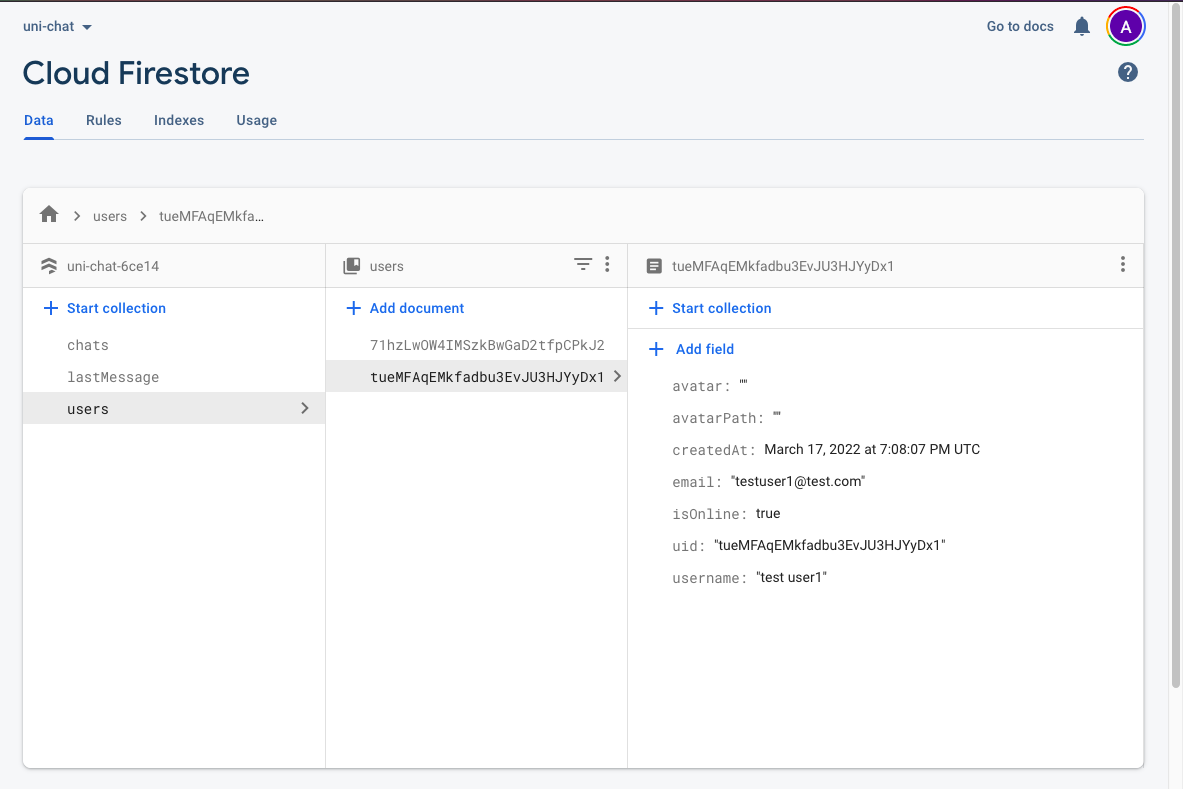 uni-chat
Go to docs
A
Cloud Firestore
?
Data Rules Indexes Usage
users
tueMFAqEMkfa...
uni-chat-6ce14
Start collection
chats
lastMessage
users
users
Add document
71hzLwOW4IMSzkBwGaD2tfpCPkJ2
tueMFAqEMkfadbu3EvJU3HJYyDx1
tueMFAqEMkfadbu3EvJU3HJYyDx1
Start collection
Add field
avatar: ""
avatarPath: ""
createdAt: March 17, 2022 at 7:08:07 PM UTC
email: "testuser1@test.com"
isOnline: true
uid: "tueMFAqEMkfadbu3EvJU3HJYyDx1"
username: "test user1"